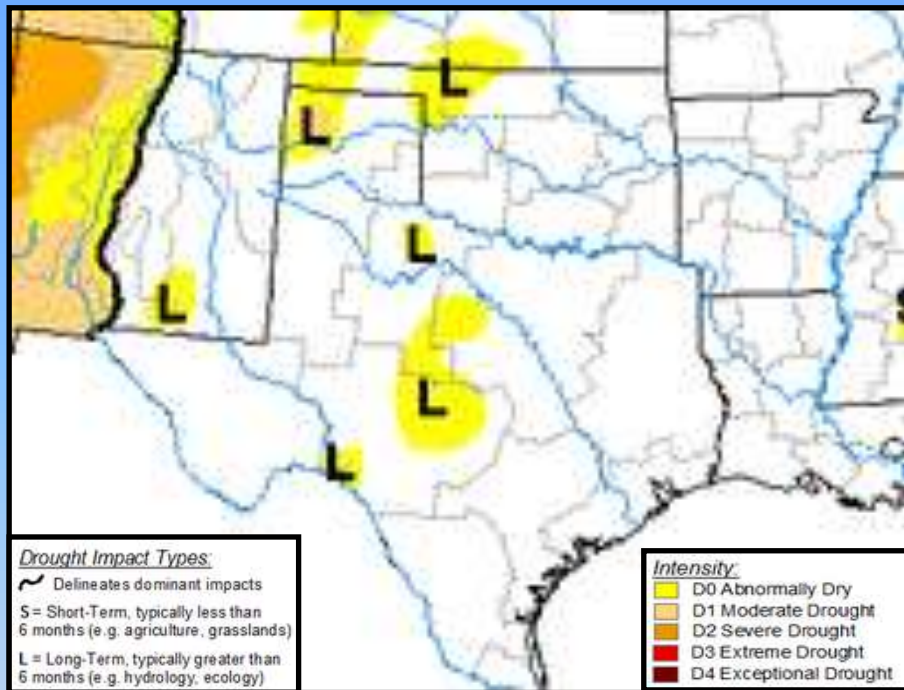 L
L
L
L
S
L
L
Drought Impact Types:
Delineates dominant impacts
S = Short-Term, typically less than
6 months (e.g. agriculture, grasslands)
L = Long-Term, typically greater than
6 months (e.g. hydrology, ecology)
Intensity:
D0 Abnormally Dry
D1 Moderate Drought
D2 Severe Drought
D3 Extreme Drought
D4 Exceptional Drought